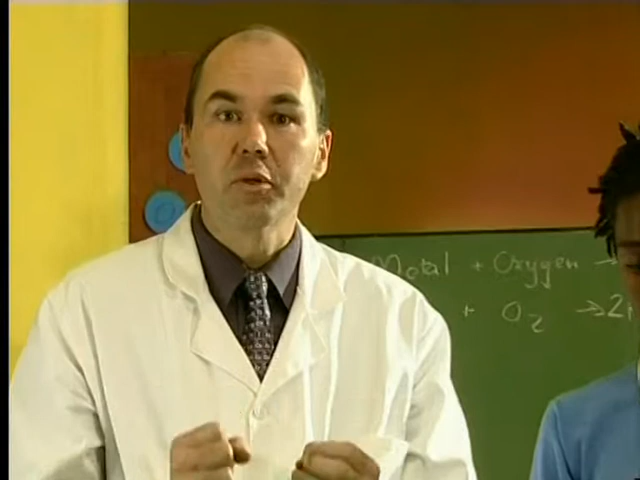 Metal + Oxygen →
+ O₂ → 2
O